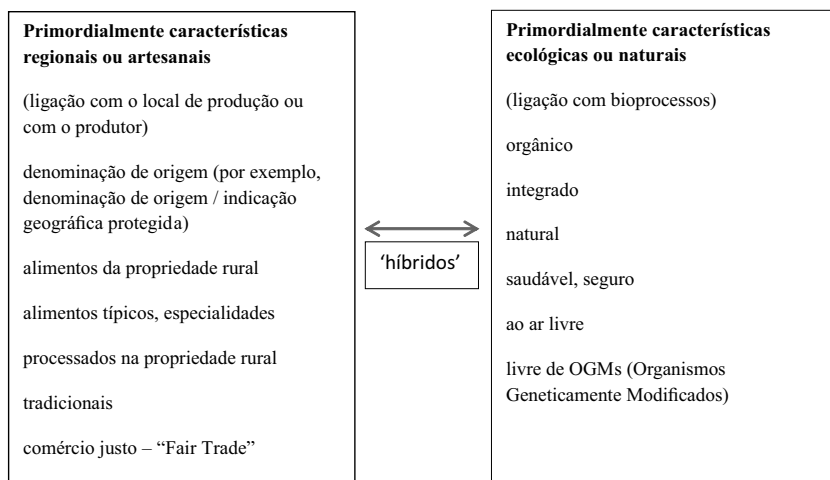 Primordialmente características
regionais ou artesanais
(ligação com o local de produção ou
com o produtor)
denominação de origem (por exemplo,
denominação de origem / indicação
geográfica protegida)
alimentos da propriedade rural
alimentos típicos, especialidades
processados na propriedade rural
tradicionais
comércio justo – “Fair Trade”
‘híbridos’
Primordialmente características
ecológicas ou naturais
(ligação com bioprocessos)
orgânico
integrado
natural
saudável, seguro
ao ar livre
livre de OGMs (Organismos
Geneticamente Modificados)